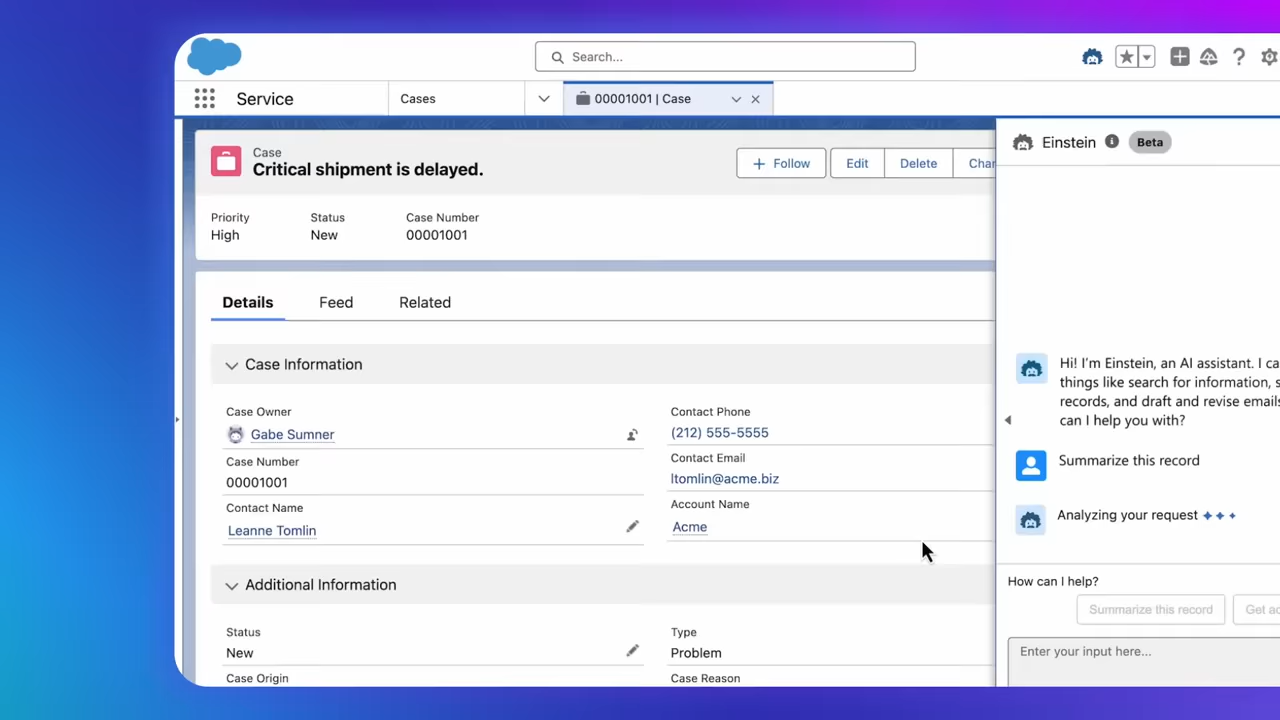 Search...
Service
Cases
00001001 | Case
Case
Critical shipment is delayed.
Follow
Edit
Delete
Priority
Status
Case Number
High
New
00001001
Details
Feed
Related
Case Information
Case Owner
Gabe Sumner
Case Number
00001001
Contact Name
Leanne Tomlin
Contact Phone
(212) 555-5555
Contact Email
ltomlin@acme.biz
Account Name
Acme
Additional Information
Status
New
Type
Problem
Case Origin
Case Reason
Einstein
Beta
Hi! I'm Einstein, an AI assistant. I
things like search for information,
records, and draft and revise emails
can I help you with?
Summarize this record
Analyzing your request
How can I help?
Summarize this record
Get
Enter your input here...